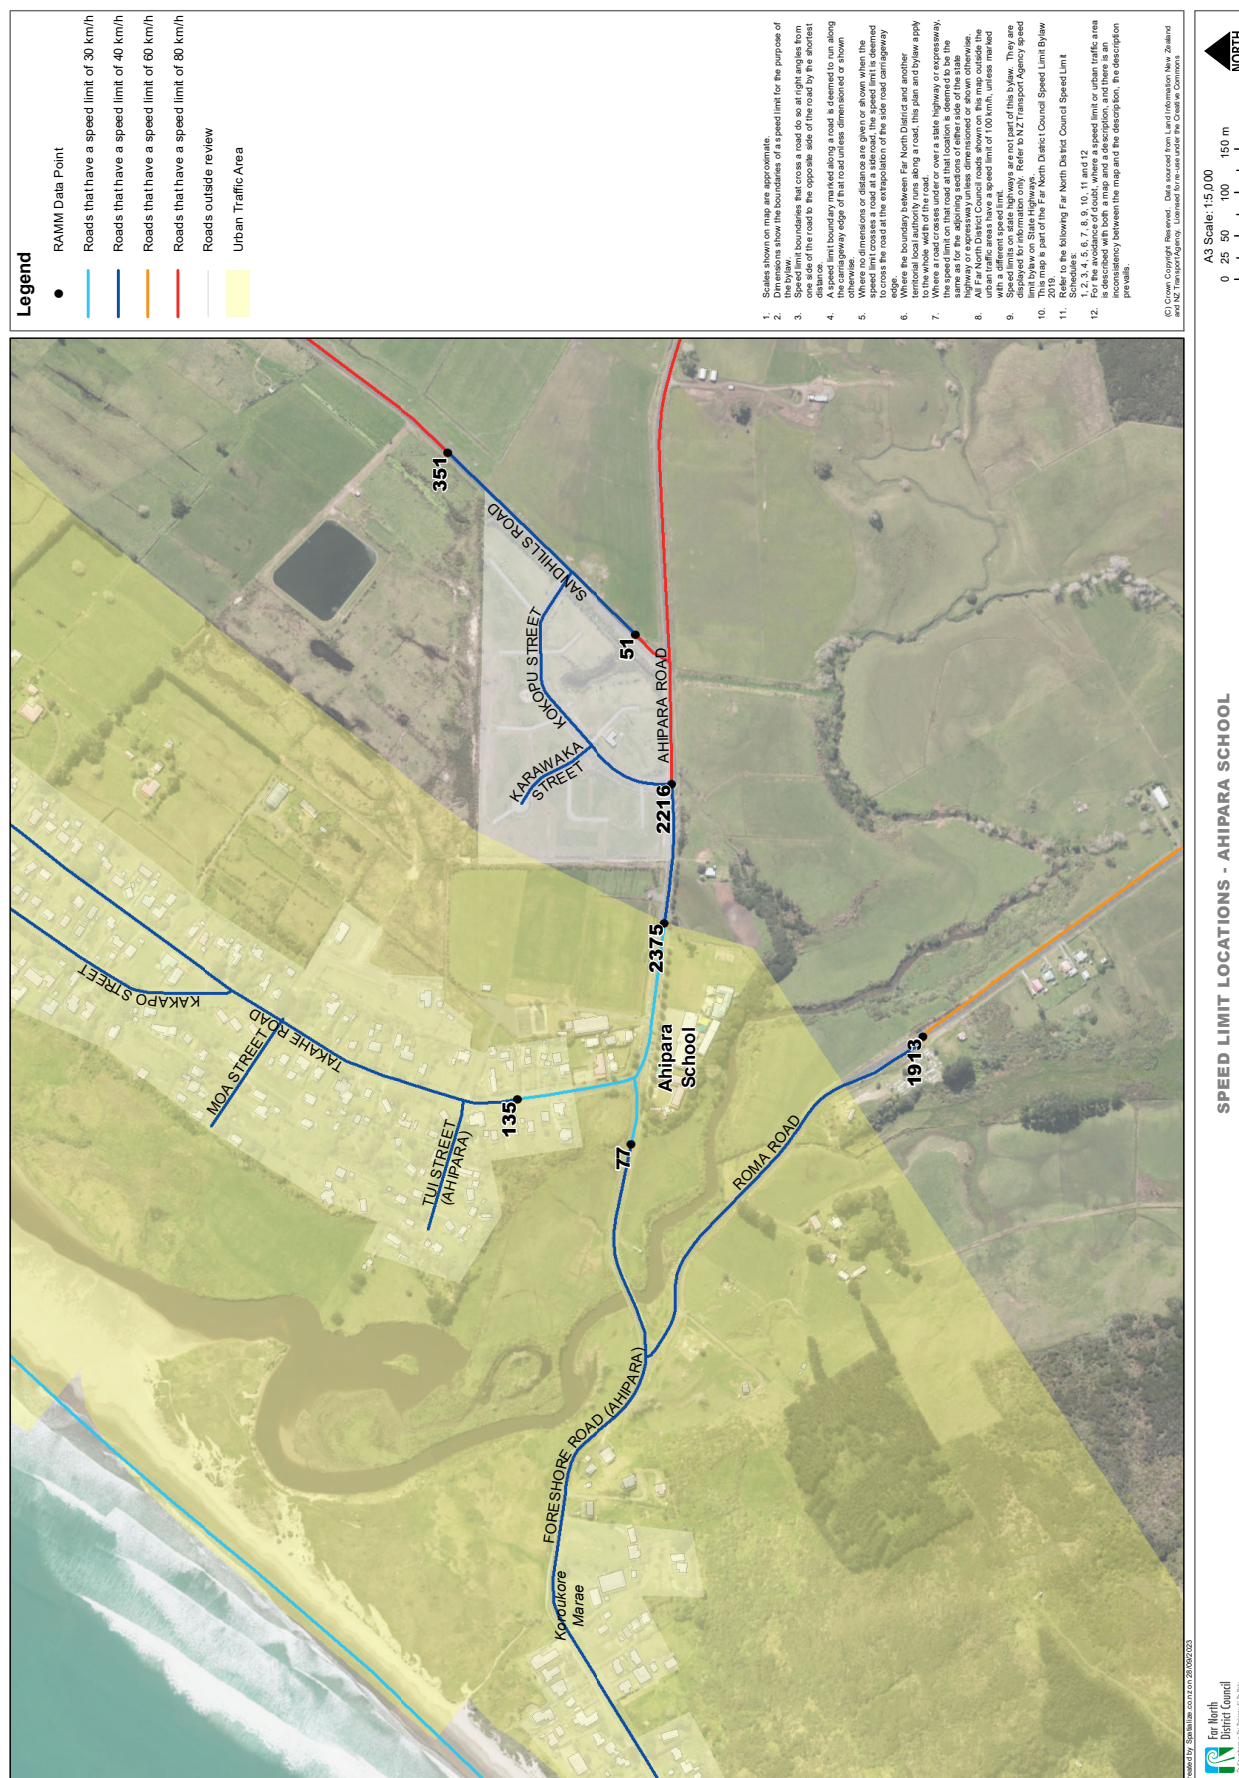 Legend
RAMM Data Point
Roads that have a speed limit of 30 km/h
Roads that have a speed limit of 40 km/h
Roads that have a speed limit of 60 km/h
Roads that have a speed limit of 80 km/h
Roads outside review
Urban Traffic Area
1. Scales shown on map are approximate.
2. Dimensions show the boundaries of a speed limit for the purpose of
the bylaw.
3. Speed limit boundaries that cross a road do so at right angles from
one side of the road to the opposite side of the road by the shortest
distance.
4. A speed limit boundary marked along a road is deemed to run along
the carriageway edge of that road unless dimensioned or shown
otherwise.
5. Where no dimensions or distance are given or shown when the
speed limit crosses a road at a sideroad, the speed limit is deemed
to cross the road at the extrapolation of the side road carriageway
edge.
6. Where the boundary between Far North District and another
territorial local authority runs along a road, this plan and bylaw apply
to the whole width of the road.
7. Where a road crosses under or over a state highway or expressway,
the speed limit on that road at that location is deemed to be the
same as for the adjoining sections of either side of the state
highway or expressway unless dimensioned or shown otherwise.
8. All Far North District Council roads shown on this map outside the
urban traffic areas have a speed limit of 100 km/h, unless marked
with a different speed limit.
9. Speed limits on state highways are not part of this bylaw. They are
displayed for information only. Refer to NZ Transport Agency speed
limit bylaw on State Highways.
10. This map is part of the Far North District Council Speed Limit Bylaw
2019.
11. Refer to the following Far North District Council Speed Limit
Schedules:
1, 2, 3, 4, 5, 6, 7, 8, 9, 10, 11 and 12
12. For the avoidance of doubt, where a speed limit or urban traffic area
is described with both a map and a description, and there is an
inconsistency between the map and the description, the description
prevails.
(C) Crown Copyright Reserved. Data sourced from Land Information New Zealand
and NZ Transport Agency. Licensed for re-use under the Creative Commons
NORTH
A3 Scale: 1:5,000
0 25 50 100 150 m
351
SANDHILLS ROAD
KOKOPU STREET
51
KARAWAKA
STREET
AHIPARA ROAD
2216
2375
KAKAPO STREET
TAKAHE ROAD
MOA STREET
Ahipara
School
1913
135
TUI STREET
(AHIPARA)
77
ROMA ROAD
FORESHORE ROAD (AHIPARA)
Koroukore
Marae
SPEED LIMIT LOCATIONS - AHIPARA SCHOOL
Far North
District Council
eated by Spatialize.co.nz on 28/09/2023